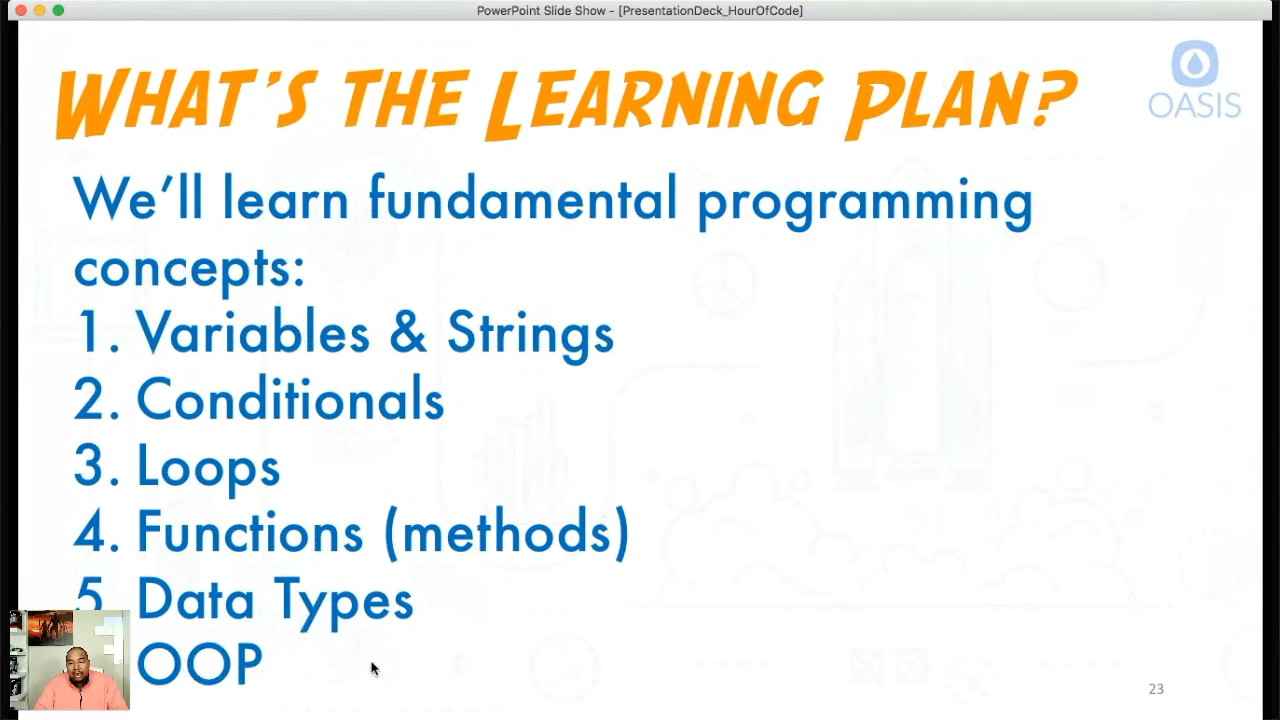 PowerPoint Slide Show - [PresentationDeck_HourOfCode]
WHAT'S THE LEARNING PLAN?
OASIS
We'll learn fundamental programming
concepts:
1. Variables & Strings
2. Conditionals
3. Loops
4. Functions (methods)
5 Data Types
OOP
23